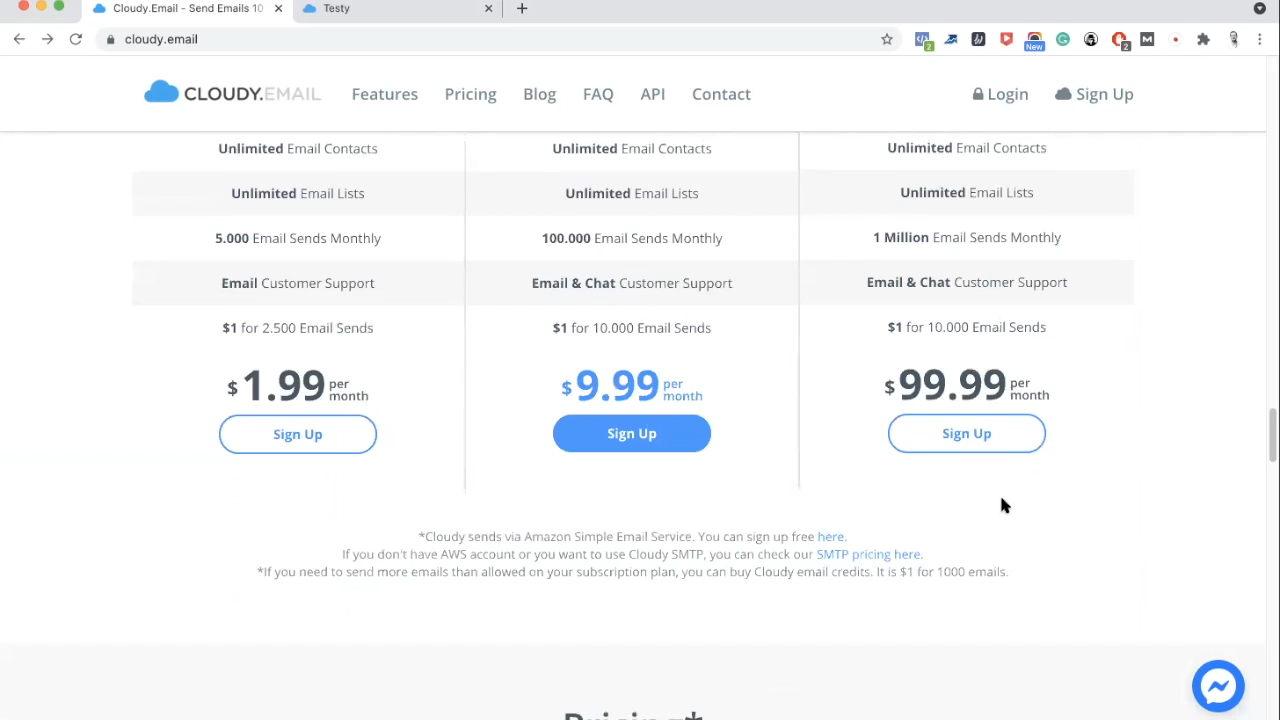 Cloudy.Email - Send Emails 10
Testy
cloudy.email
2
New
2
CLOUDY.EMAIL
Features
Pricing
Blog
FAQ
API
Contact
Login
Sign Up
Unlimited Email Contacts
Unlimited Email Lists
5.000 Email Sends Monthly
Email Customer Support
$1 for 2.500 Email Sends
$ 1.99 per month
Sign Up
Unlimited Email Contacts
Unlimited Email Lists
100.000 Email Sends Monthly
Email & Chat Customer Support
$1 for 10.000 Email Sends
$ 9.99 per month
Sign Up
Unlimited Email Contacts
Unlimited Email Lists
1 Million Email Sends Monthly
Email & Chat Customer Support
$1 for 10.000 Email Sends
$ 99.99 per month
Sign Up
*Cloudy sends via Amazon Simple Email Service. You can sign up free here.
If you don't have AWS account or you want to use Cloudy SMTP, you can check our SMTP pricing here.
*If you need to send more emails than allowed on your subscription plan, you can buy Cloudy email credits. It is $1 for 1000 emails.
Pricing*